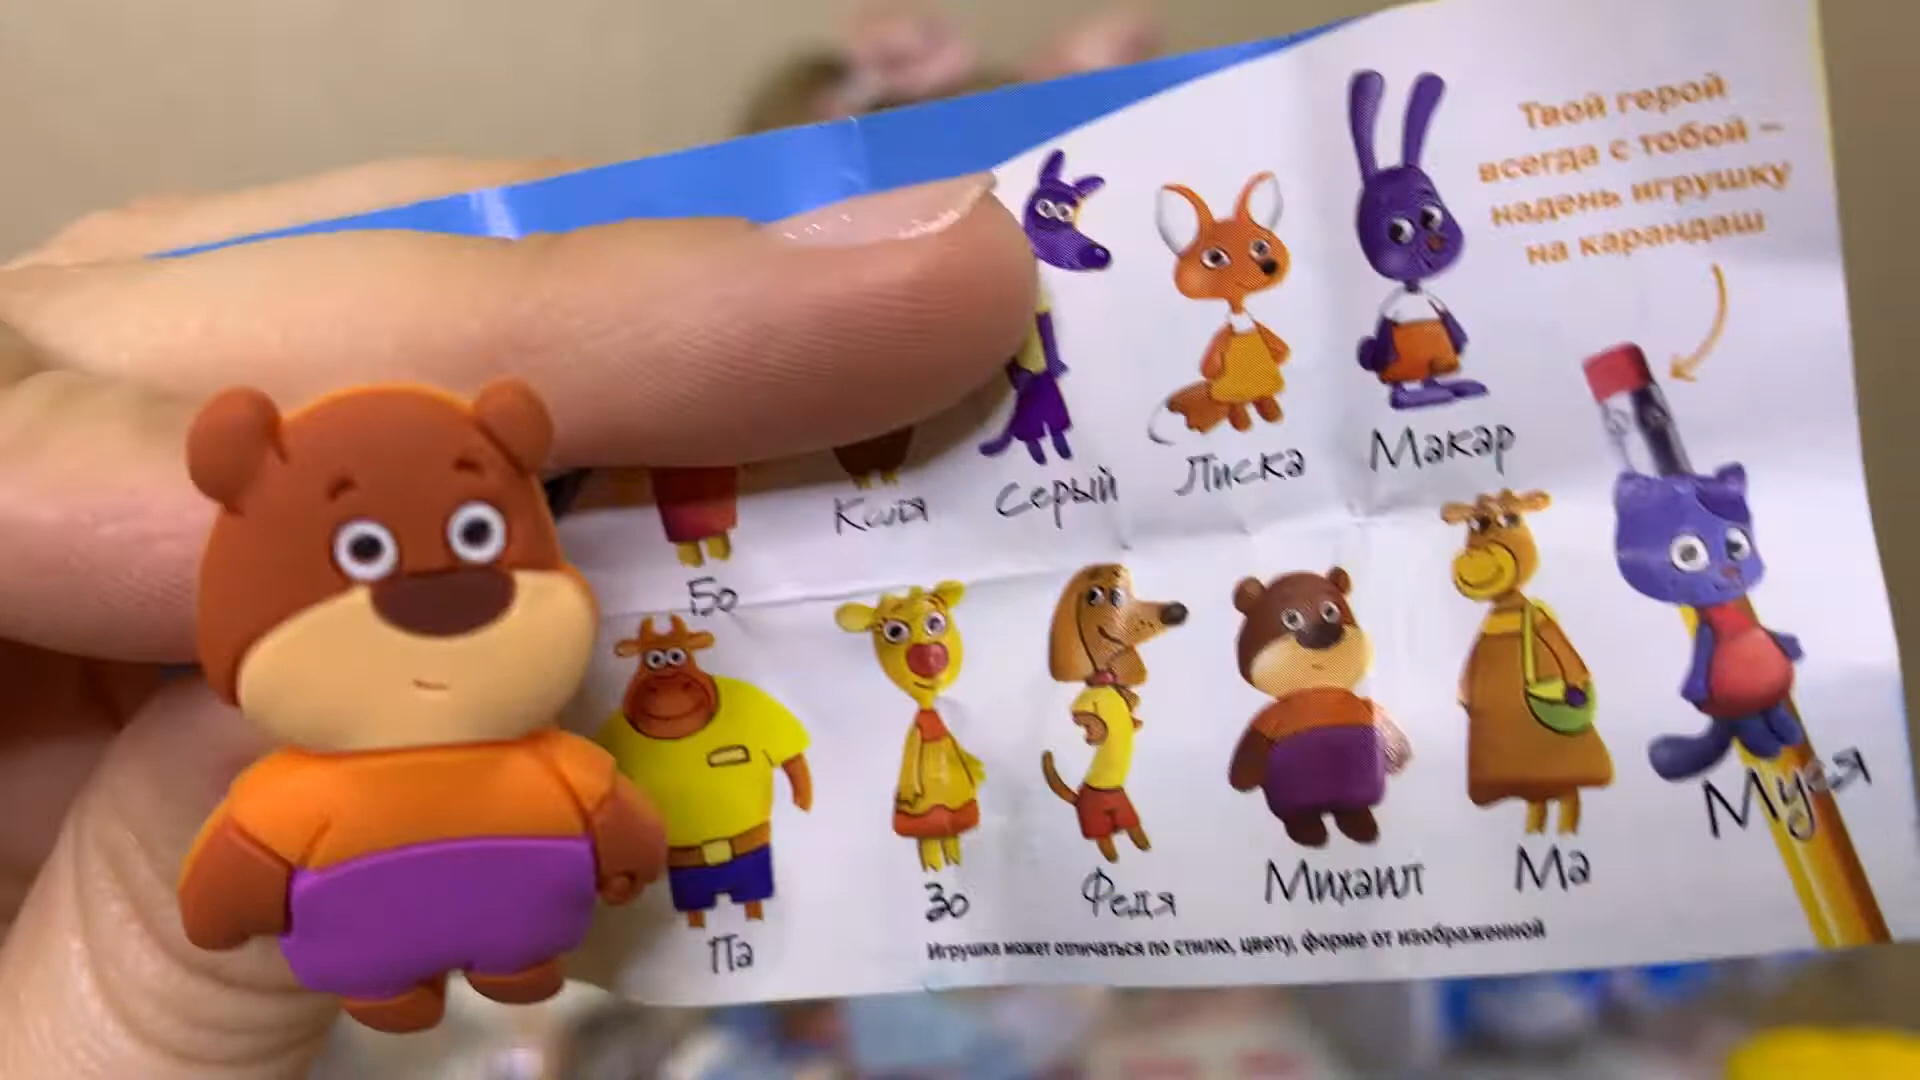 Твой герой
всегда с тобой –
надень игрушку
на карандаш
Бо
Коля
Серый
Лиска
Макар
Па
Зо
Федя
Михаил
Ма
Муся
Игрушка может отличаться по стилю, цвету, форме от изображенной